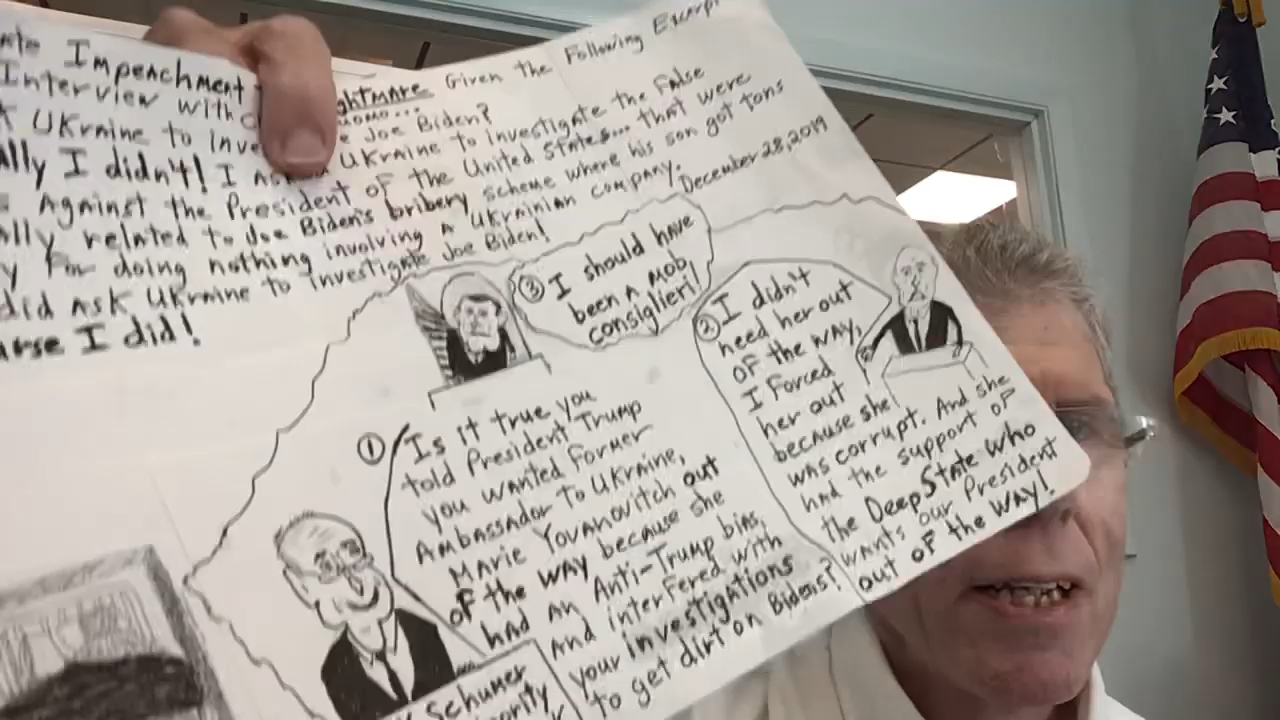 Impeachment
GHTMARE Given the Following Excerpt
Interview with C UOMO...
Ukraine to Inve Joe Biden?
ally I didn't! I Asked Ukraine to investigate the False
s Against the President of the United States... that were
ally related to Joe Biden's bribery scheme where his son got tons
y For doing nothing involving A Ukrainian company.
did Ask Ukraine to investigate Joe Biden!
urse I did!
December 28, 2019
③ I should have
been A mob
consiglieri!
① Is it true you
told President Trump
you wanted Former
Ambassador to Ukraine,
Marie Yovanovitch out
of the way because she
had an Anti-Trump bias,
And interfered with
your investigations
to get dirt on Bidens?
② I didn't
need her out
of the way,
I Forced
her out
because she
was corrupt. And she
had the support of
the Deep State who
wants our President
out of the way!
Schumer